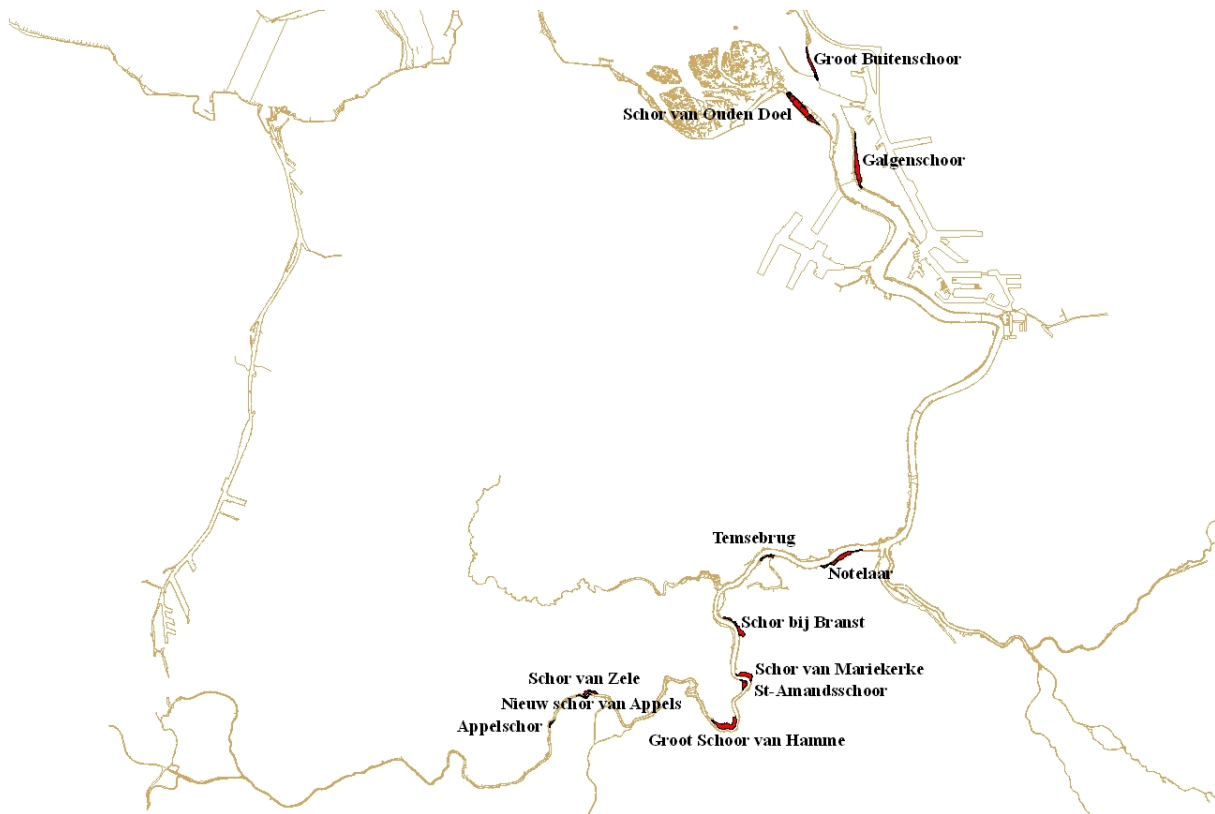 Groot Buitenschoor
Schor van Ouden Doel
Galgenschoor
Temsebrug
Notelaar
Schor bij Branst
Schor van Mariekerke
Schor van Zele
St-Amandsschoor
Nieuw schor van Appels
Appelschor
Groot Schoor van Hamme